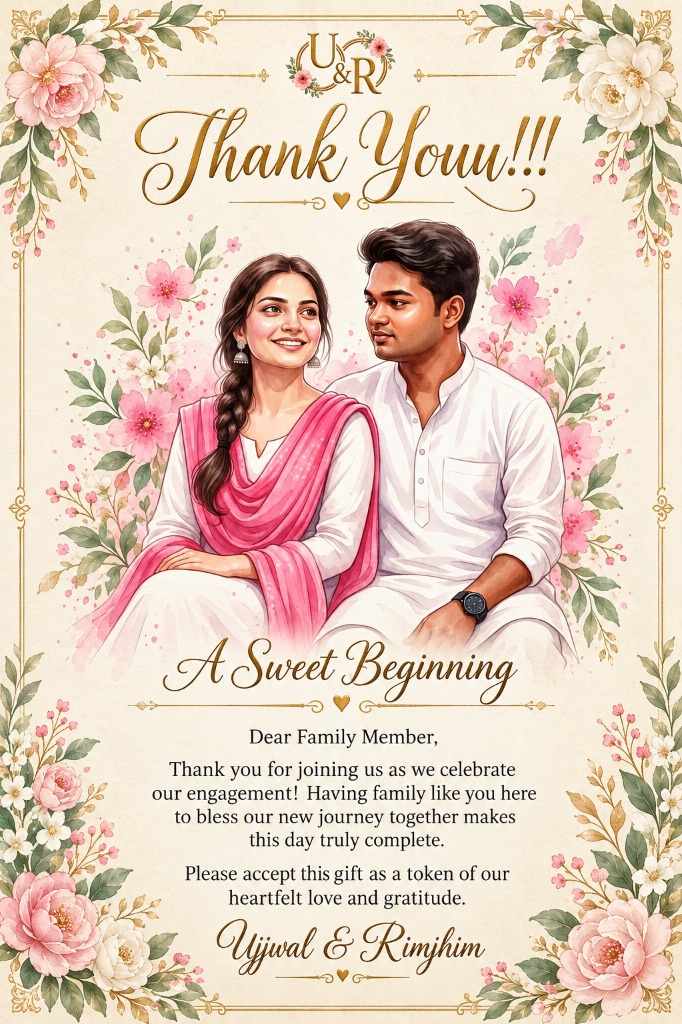 U&R
Thank Youu!!!
A Sweet Beginning
Dear Family Member,
Thank you for joining us as we celebrate
our engagement! Having family like you here
to bless our new journey together makes
this day truly complete.
Please accept this gift as a token of our
heartfelt love and gratitude.
Ujjwal & Rimjhim